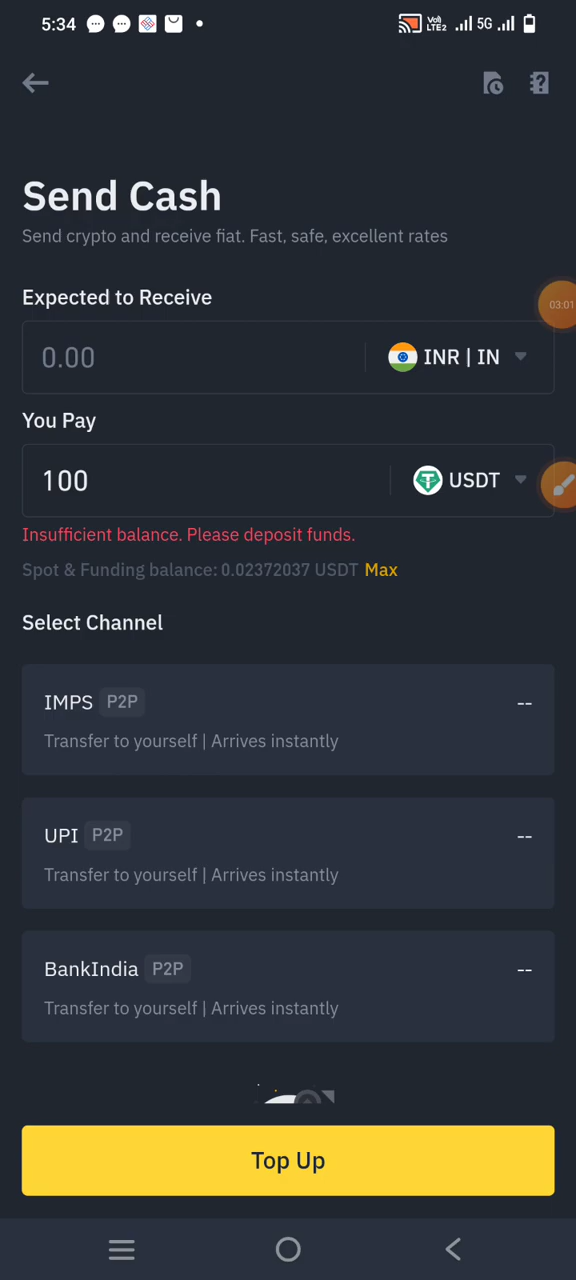 5:34
Vo) LTE2 5G
Send Cash
Send crypto and receive fiat. Fast, safe, excellent rates
Expected to Receive
03:01
0.00 INR | IN
You Pay
100 USDT
Insufficient balance. Please deposit funds.
Spot & Funding balance: 0.02372037 USDT Max
Select Channel
IMPS P2P --
Transfer to yourself | Arrives instantly
UPI P2P --
Transfer to yourself | Arrives instantly
BankIndia P2P --
Transfer to yourself | Arrives instantly
Top Up